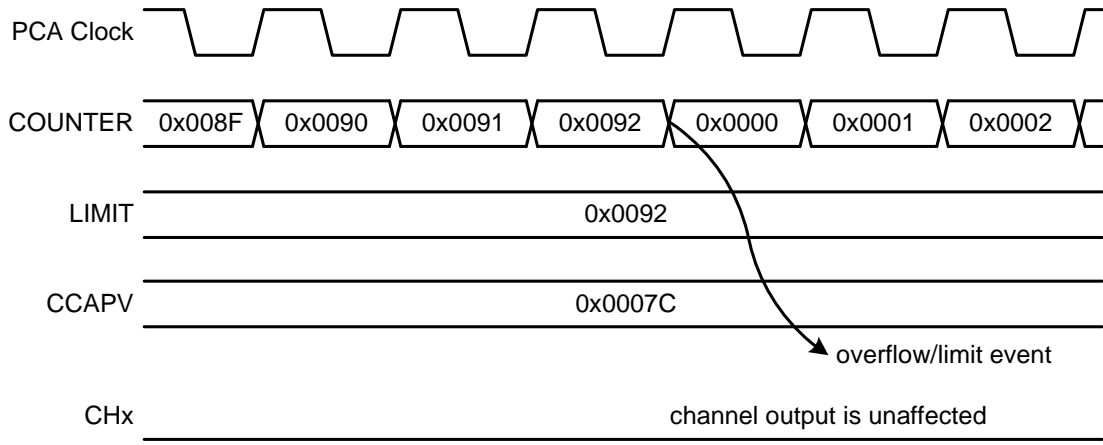 PCA Clock
COUNTER 0x008F 0x0090 0x0091 0x0092 0x0000 0x0001 0x0002
LIMIT 0x0092
CCAPV 0x0007C
overflow/limit event
CHx channel output is unaffected